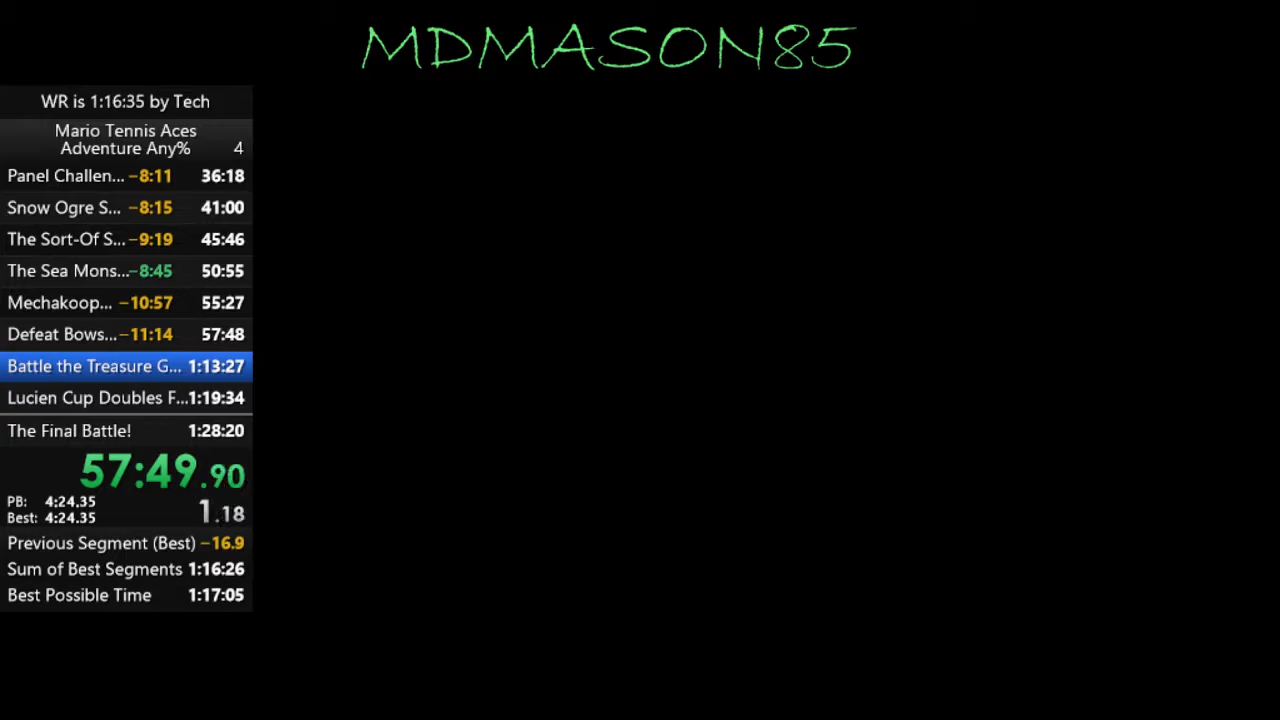 MDMASON85
WR is 1:16:35 by Tech
Mario Tennis Aces
Adventure Any% 4
Panel Challen... −8:11 36:18
Snow Ogre S... −8:15 41:00
The Sort-Of S... −9:19 45:46
The Sea Mons... −8:45 50:55
Mechakoop... −10:57 55:27
Defeat Bows... −11:14 57:48
Battle the Treasure G... 1:13:27
Lucien Cup Doubles F... 1:19:34
The Final Battle! 1:28:20
57:49.90
PB: 4:24.35
Best: 4:24.35
1.18
Previous Segment (Best) −16.9
Sum of Best Segments 1:16:26
Best Possible Time 1:17:05